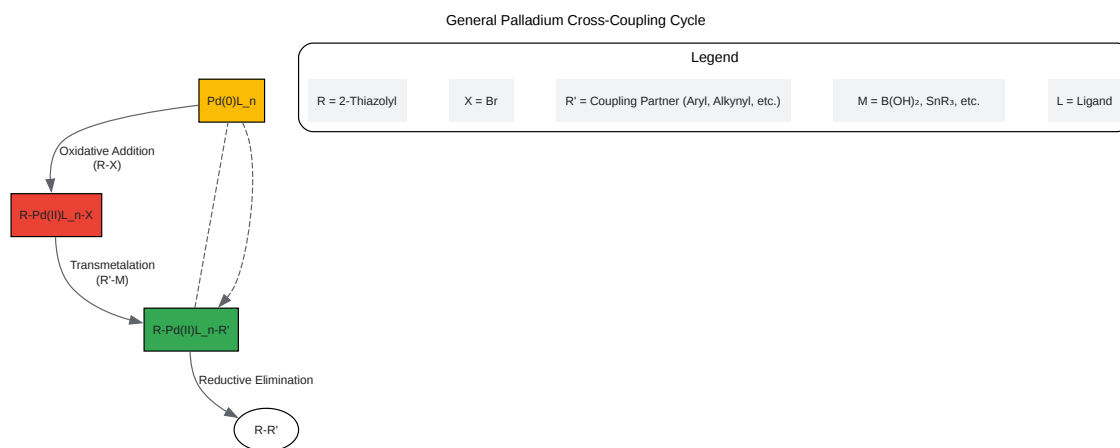 General Palladium Cross-Coupling Cycle
Legend
R = 2-Thiazolyl
X = Br
R' = Coupling Partner (Aryl, Alkynyl, etc.)
M = B(OH)₂, SnR₃, etc.
L = Ligand
Pd(0)L_n
Oxidative Addition
(R-X)
R-Pd(II)L_n-X
Transmetalation
(R'-M)
R-Pd(II)L_n-R'
Reductive Elimination
R-R'